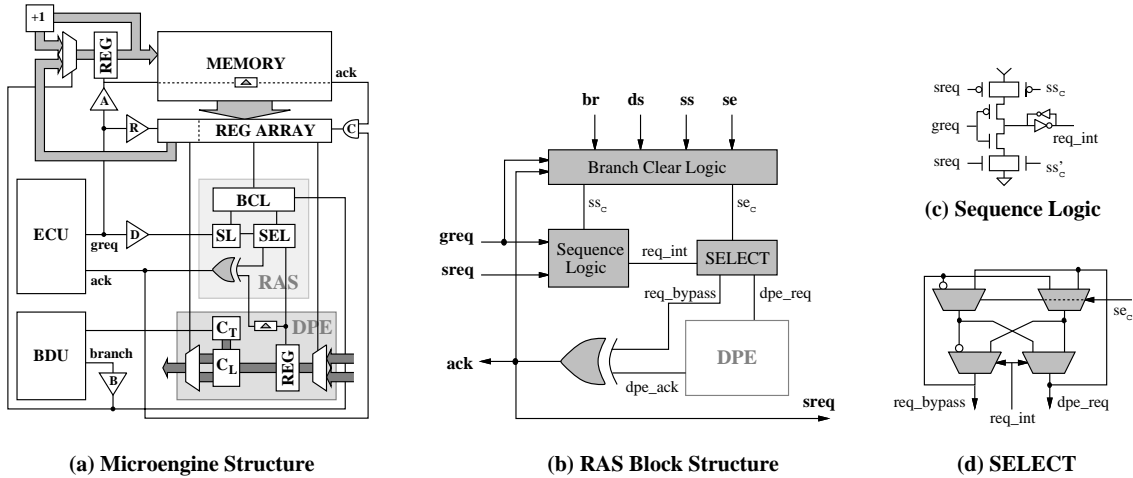 +1
REG
MEMORY
ack
A
R
REG ARRAY
C
BCL
ECU
greq
D
SL
SEL
ack
RAS
DPE
BDU
branch
B
C_T
C_L
REG
(a) Microengine Structure
br ds ss se
Branch Clear Logic
ss_c
se_c
greq
sreq
Sequence
Logic
req_int
SELECT
req_bypass
dpe_req
DPE
ack
dpe_ack
sreq
(b) RAS Block Structure
sreq
ss_c
greq
req_int
sreq
ss_c'
(c) Sequence Logic
se_c
req_bypass
req_int
dpe_req
(d) SELECT